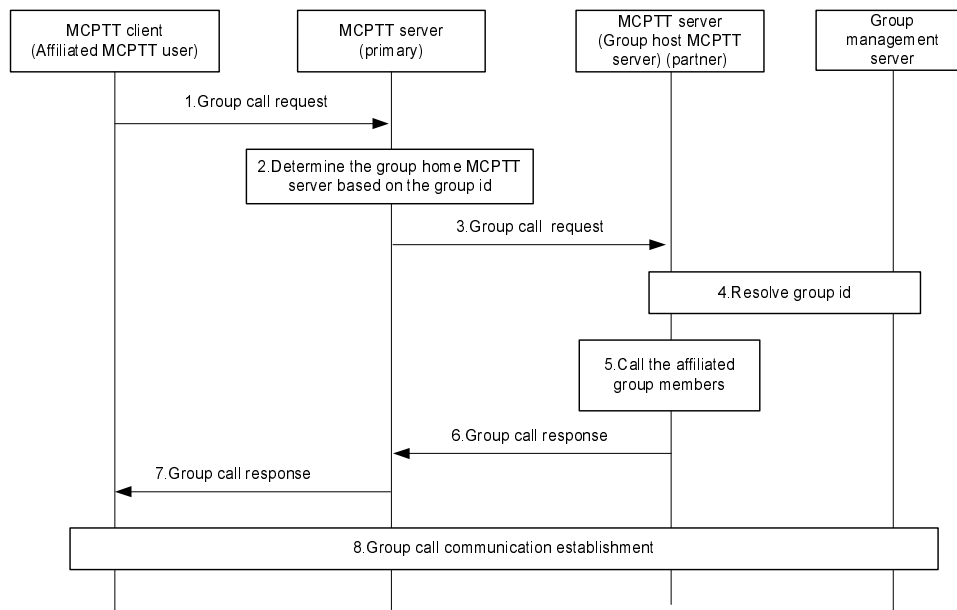 MCPTT client
(Affiliated MCPTT user)
MCPTT server
(primary)
MCPTT server
(Group host MCPTT
server) (partner)
Group
management
server
1.Group call request
2.Determine the group home MCPTT
server based on the group id
3.Group call request
4.Resolve group id
5.Call the affiliated
group members
6.Group call response
7.Group call response
8.Group call communication establishment